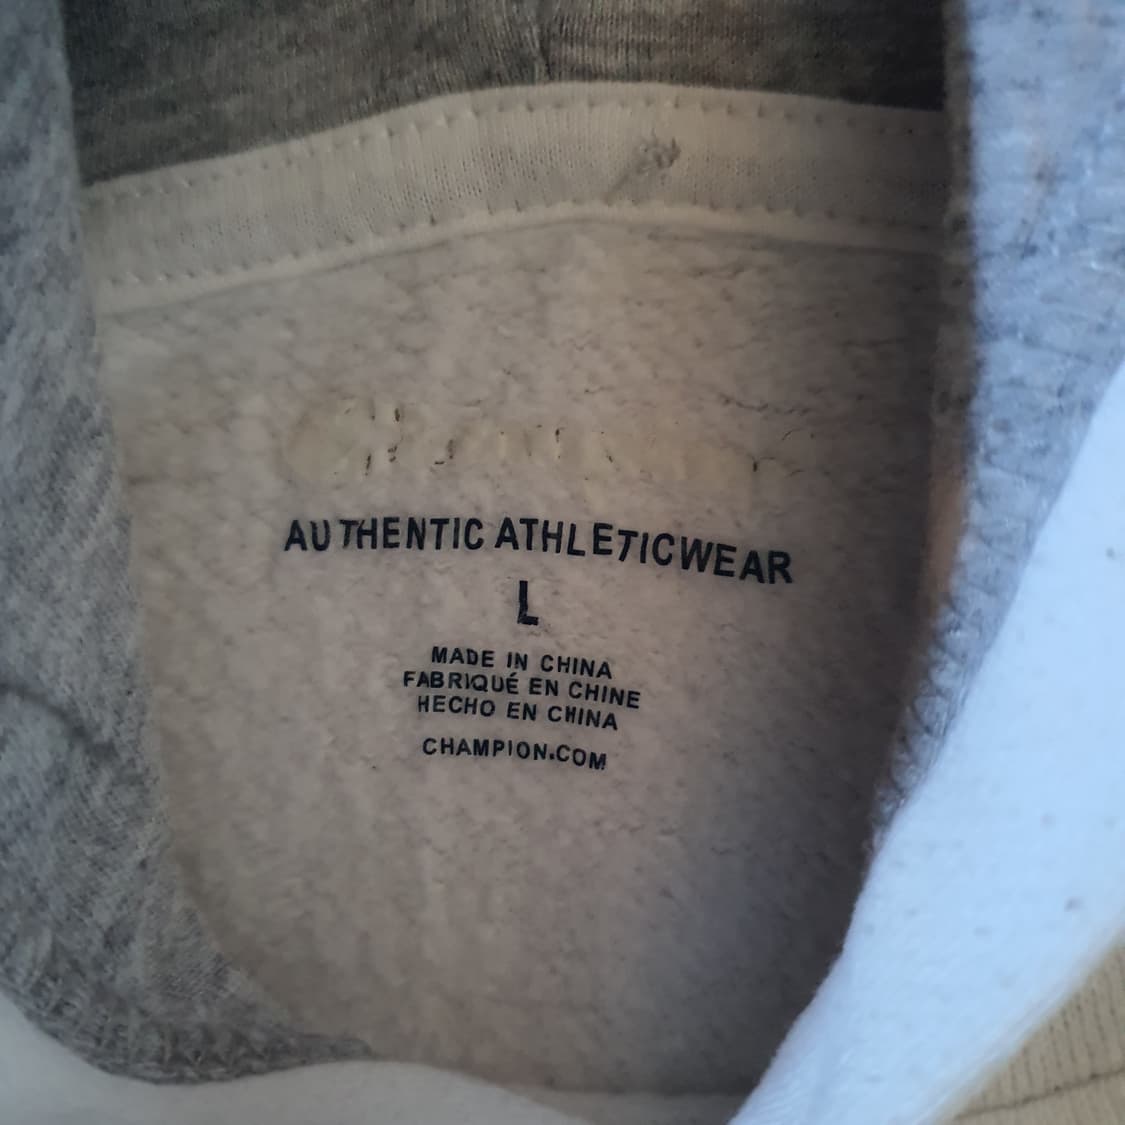 AUTHENTIC ATHLETICWEAR
L
MADE IN CHINA
FABRIQUÉ EN CHINE
HECHO EN CHINA
CHAMPION.COM